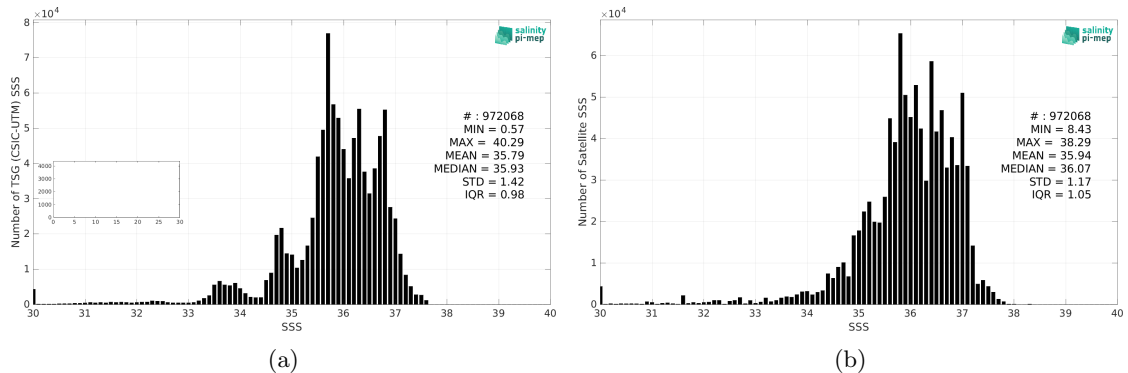 ×10⁴
8
7
6
5
4
3
2
1
0
Number of TSG (CSIC-UTM) SSS
salinity
pi-mep
# : 972068
MIN = 0.57
MAX = 40.29
MEAN = 35.79
MEDIAN = 35.93
STD = 1.42
IQR = 0.98
4000
3000
2000
1000
0
0 5 10 15 20 25 30
30 31 32 33 34 35 36 37 38 39 40
SSS
(a)
×10⁴
6
5
4
3
2
1
0
Number of Satellite SSS
salinity
pi-mep
# : 972068
MIN = 8.43
MAX = 38.29
MEAN = 35.94
MEDIAN = 36.07
STD = 1.17
IQR = 1.05
30 31 32 33 34 35 36 37 38 39 40
SSS
(b)